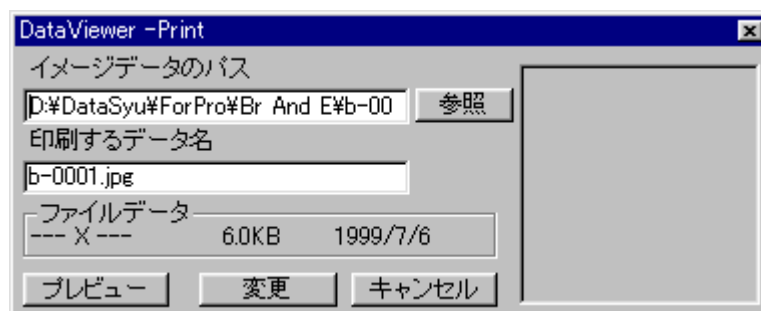 DataViewer -Print
イメージデータのパス
D:¥DataSyu¥ForPro¥Br And E¥b-00 参照
印刷するデータ名
b-0001.jpg
ファイルデータ
--- X --- 6.0KB 1999/7/6
プレビュー 変更 キャンセル